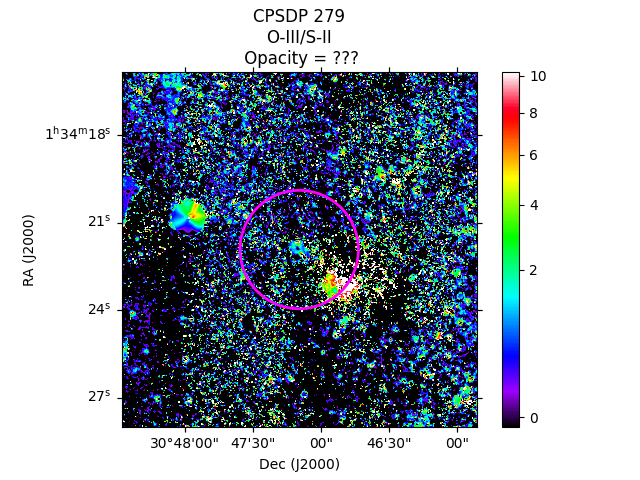 CPSDP 279
O-III/S-II
Opacity = ???
1ʰ34ᵐ18ˢ
21ˢ
24ˢ
27ˢ
RA (J2000)
30°48'00" 47'30" 00" 46'30" 00"
Dec (J2000)
10
8
6
4
2
0